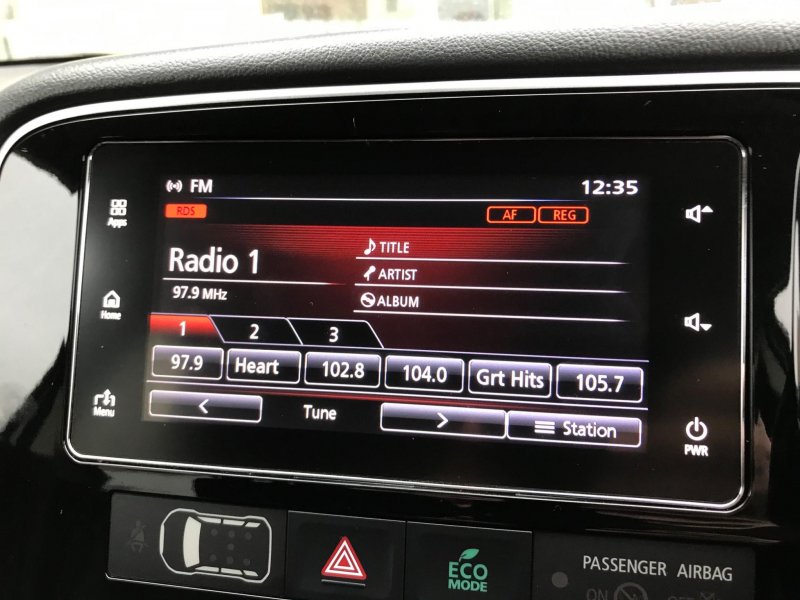 FM 12:35
RDS AF REG
Apps
Radio 1
TITLE
ARTIST
97.9 MHz
ALBUM
Home
1 2 3
97.9 Heart 102.8 104.0 Grt Hits 105.7
Menu
< Tune > Station
PWR
ECO
MODE
PASSENGER AIRBAG
ON OFF